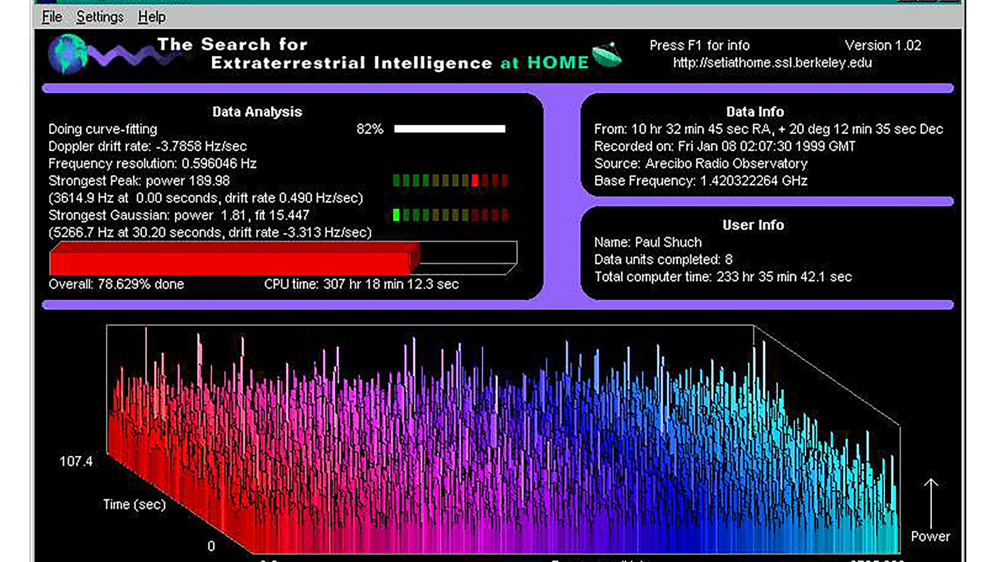 File Settings Help
The Search for
Extraterrestrial Intelligence at HOME
Press F1 for info Version 1.02
http://setiathome.ssl.berkeley.edu
Data Analysis
Doing curve-fitting 82%
Doppler drift rate: -3.7858 Hz/sec
Frequency resolution: 0.596046 Hz
Strongest Peak: power 189.98
(3614.9 Hz at 0.00 seconds, drift rate 0.490 Hz/sec)
Strongest Gaussian: power 1.81, fit 15.447
(5266.7 Hz at 30.20 seconds, drift rate -3.313 Hz/sec)
Overall: 78.629% done CPU time: 307 hr 18 min 12.3 sec
Data Info
From: 10 hr 32 min 45 sec RA, + 20 deg 12 min 35 sec Dec
Recorded on: Fri Jan 08 02:07:30 1999 GMT
Source: Arecibo Radio Observatory
Base Frequency: 1.420322264 GHz
User Info
Name: Paul Shuch
Data units completed: 8
Total computer time: 233 hr 35 min 42.1 sec
107.4
Time (sec)
0
Power